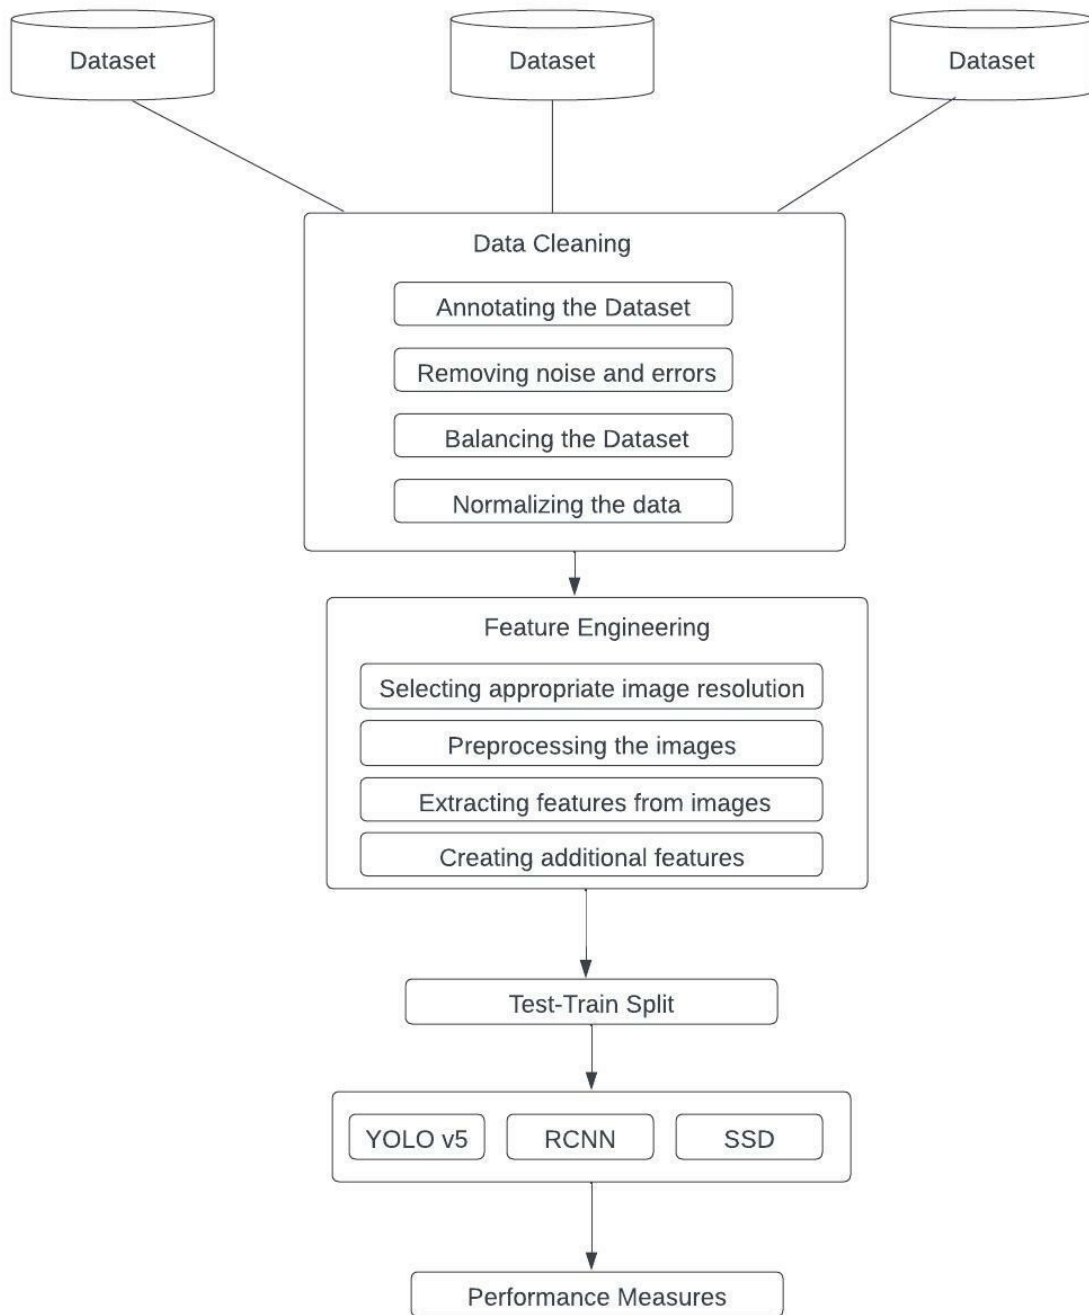 Dataset
Dataset
Dataset
Data Cleaning
Annotating the Dataset
Removing noise and errors
Balancing the Dataset
Normalizing the data
Feature Engineering
Selecting appropriate image resolution
Preprocessing the images
Extracting features from images
Creating additional features
Test-Train Split
YOLO v5
RCNN
SSD
Performance Measures